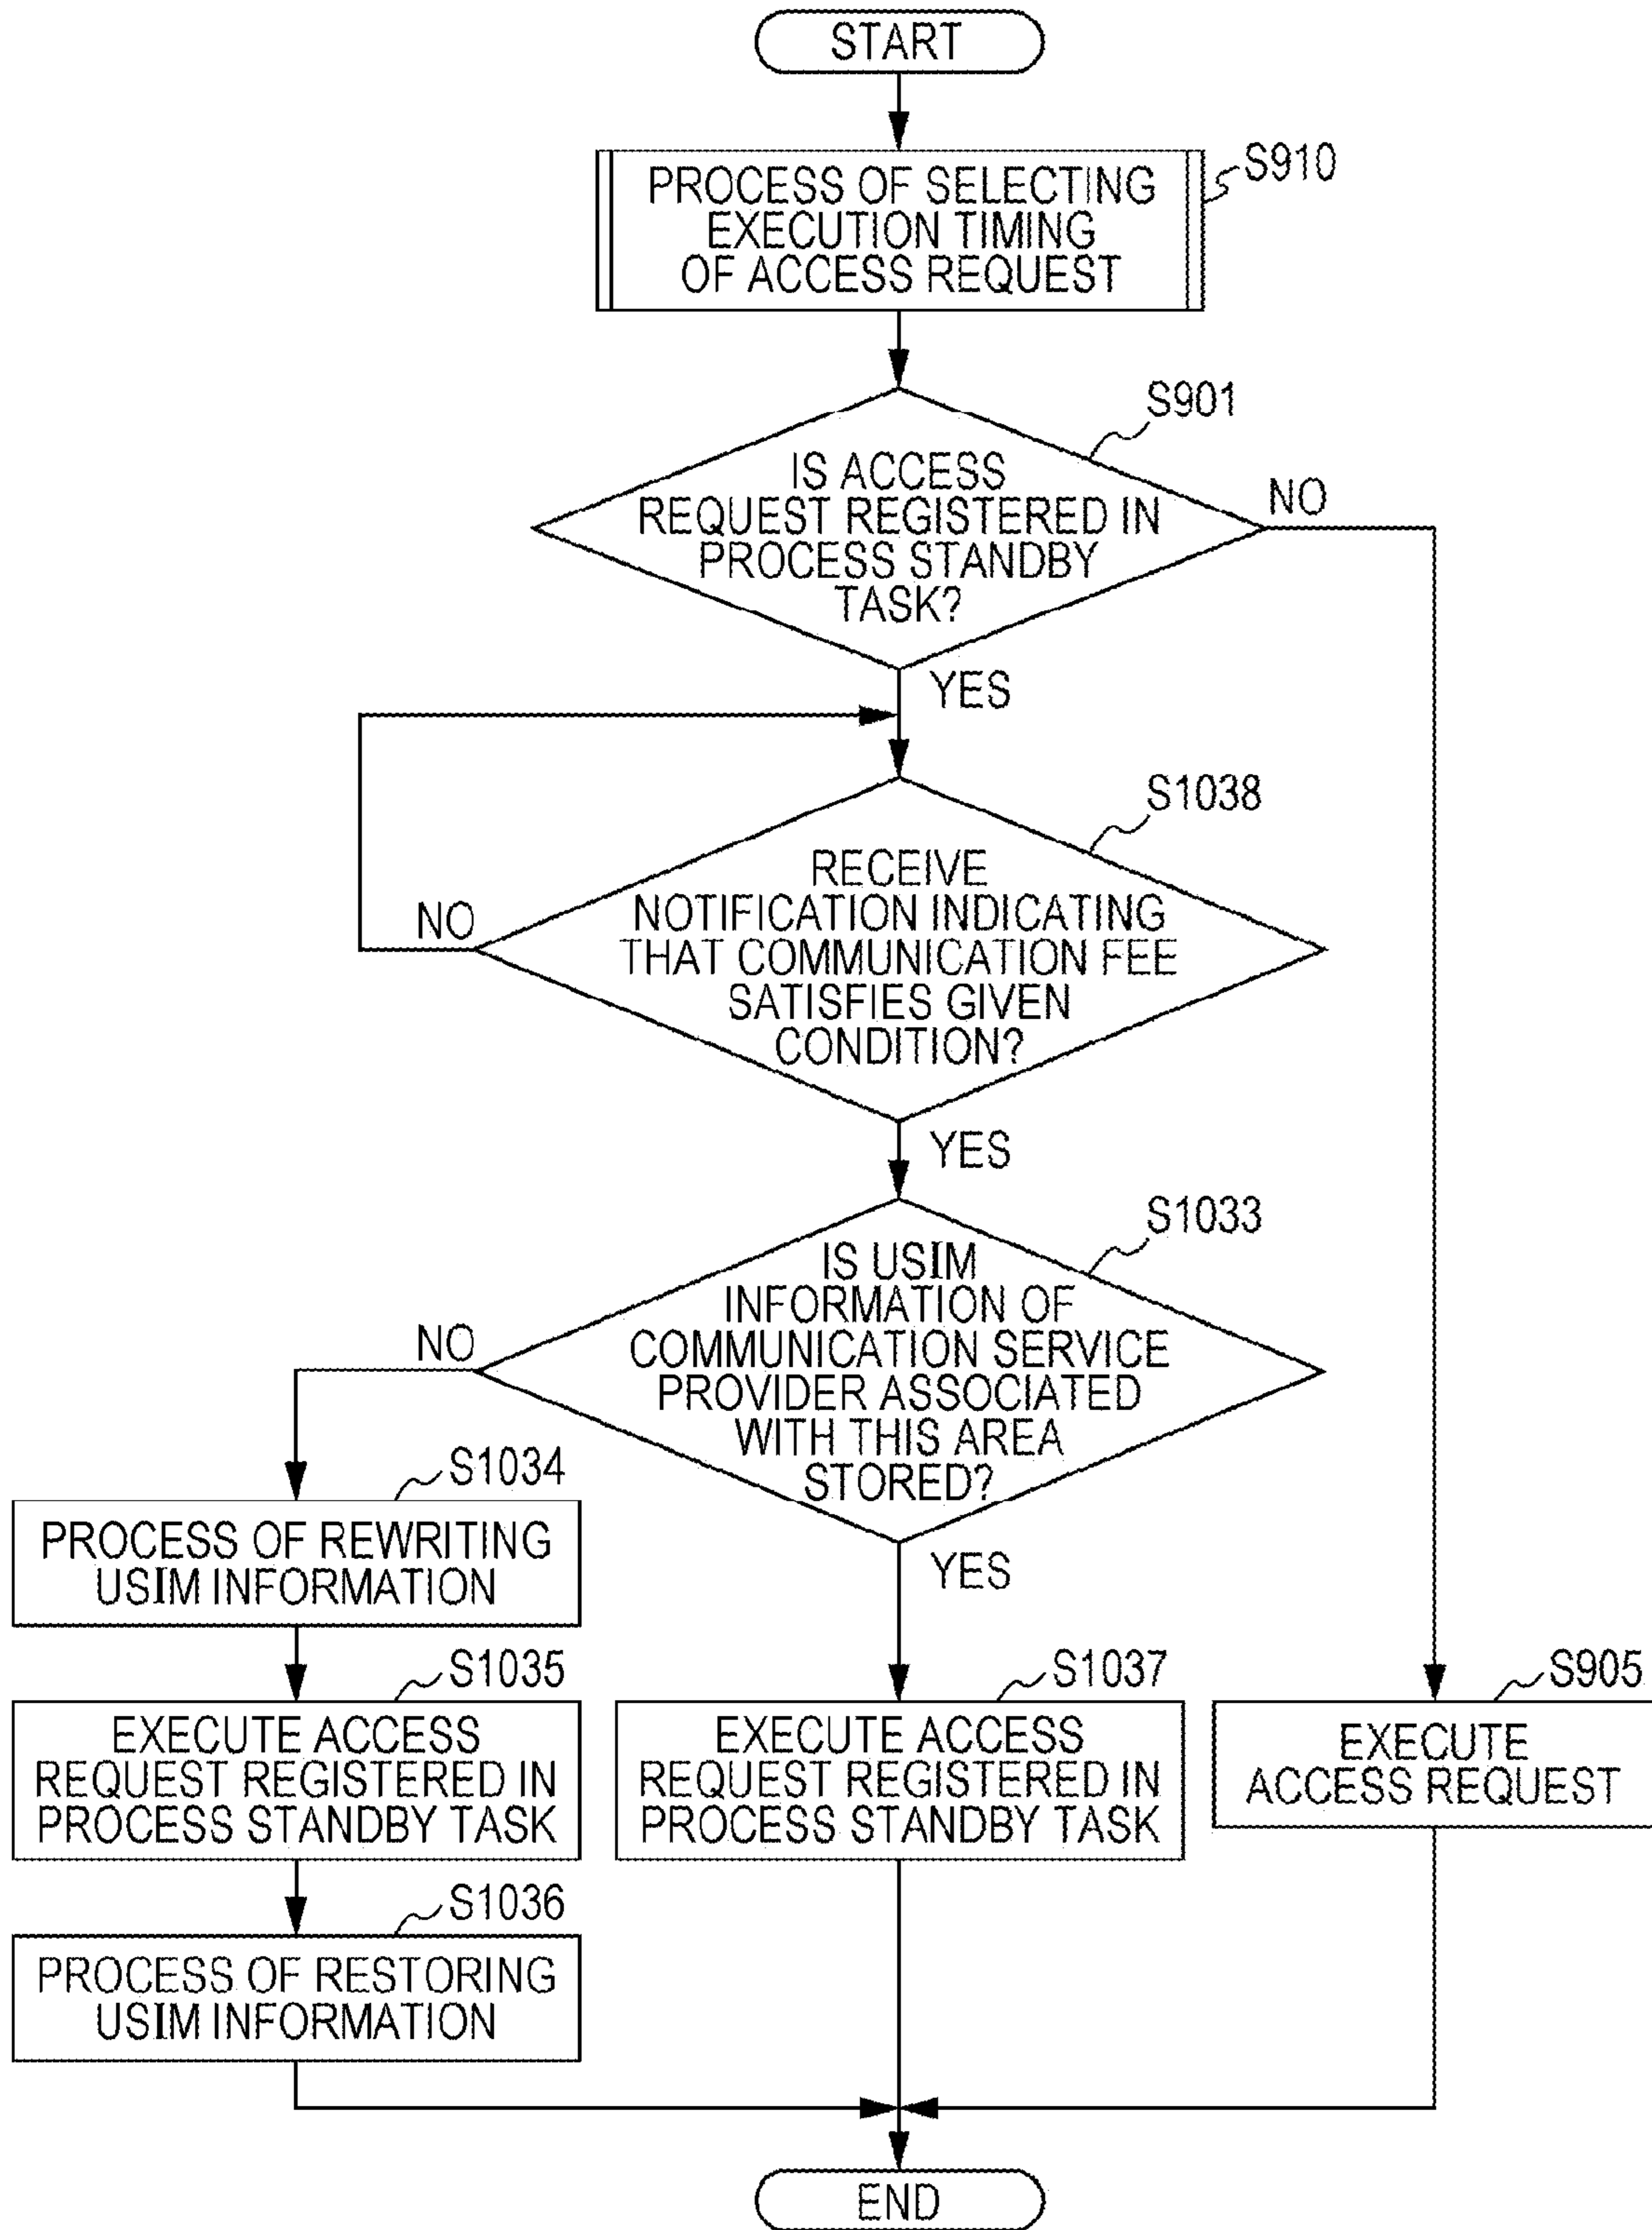 START
PROCESS OF SELECTING
EXECUTION TIMING
OF ACCESS REQUEST
S910
S901
IS ACCESS
REQUEST REGISTERED IN
PROCESS STANDBY
TASK?
NO
YES
S1038
RECEIVE
NOTIFICATION INDICATING
THAT COMMUNICATION FEE
SATISFIES GIVEN
CONDITION?
NO
YES
S1033
IS USIM
INFORMATION OF
COMMUNICATION SERVICE
PROVIDER ASSOCIATED
WITH THIS AREA
STORED?
NO
YES
S1034
PROCESS OF REWRITING
USIM INFORMATION
S1035
EXECUTE ACCESS
REQUEST REGISTERED IN
PROCESS STANDBY TASK
S1037
EXECUTE ACCESS
REQUEST REGISTERED IN
PROCESS STANDBY TASK
S905
EXECUTE
ACCESS REQUEST
S1036
PROCESS OF RESTORING
USIM INFORMATION
END